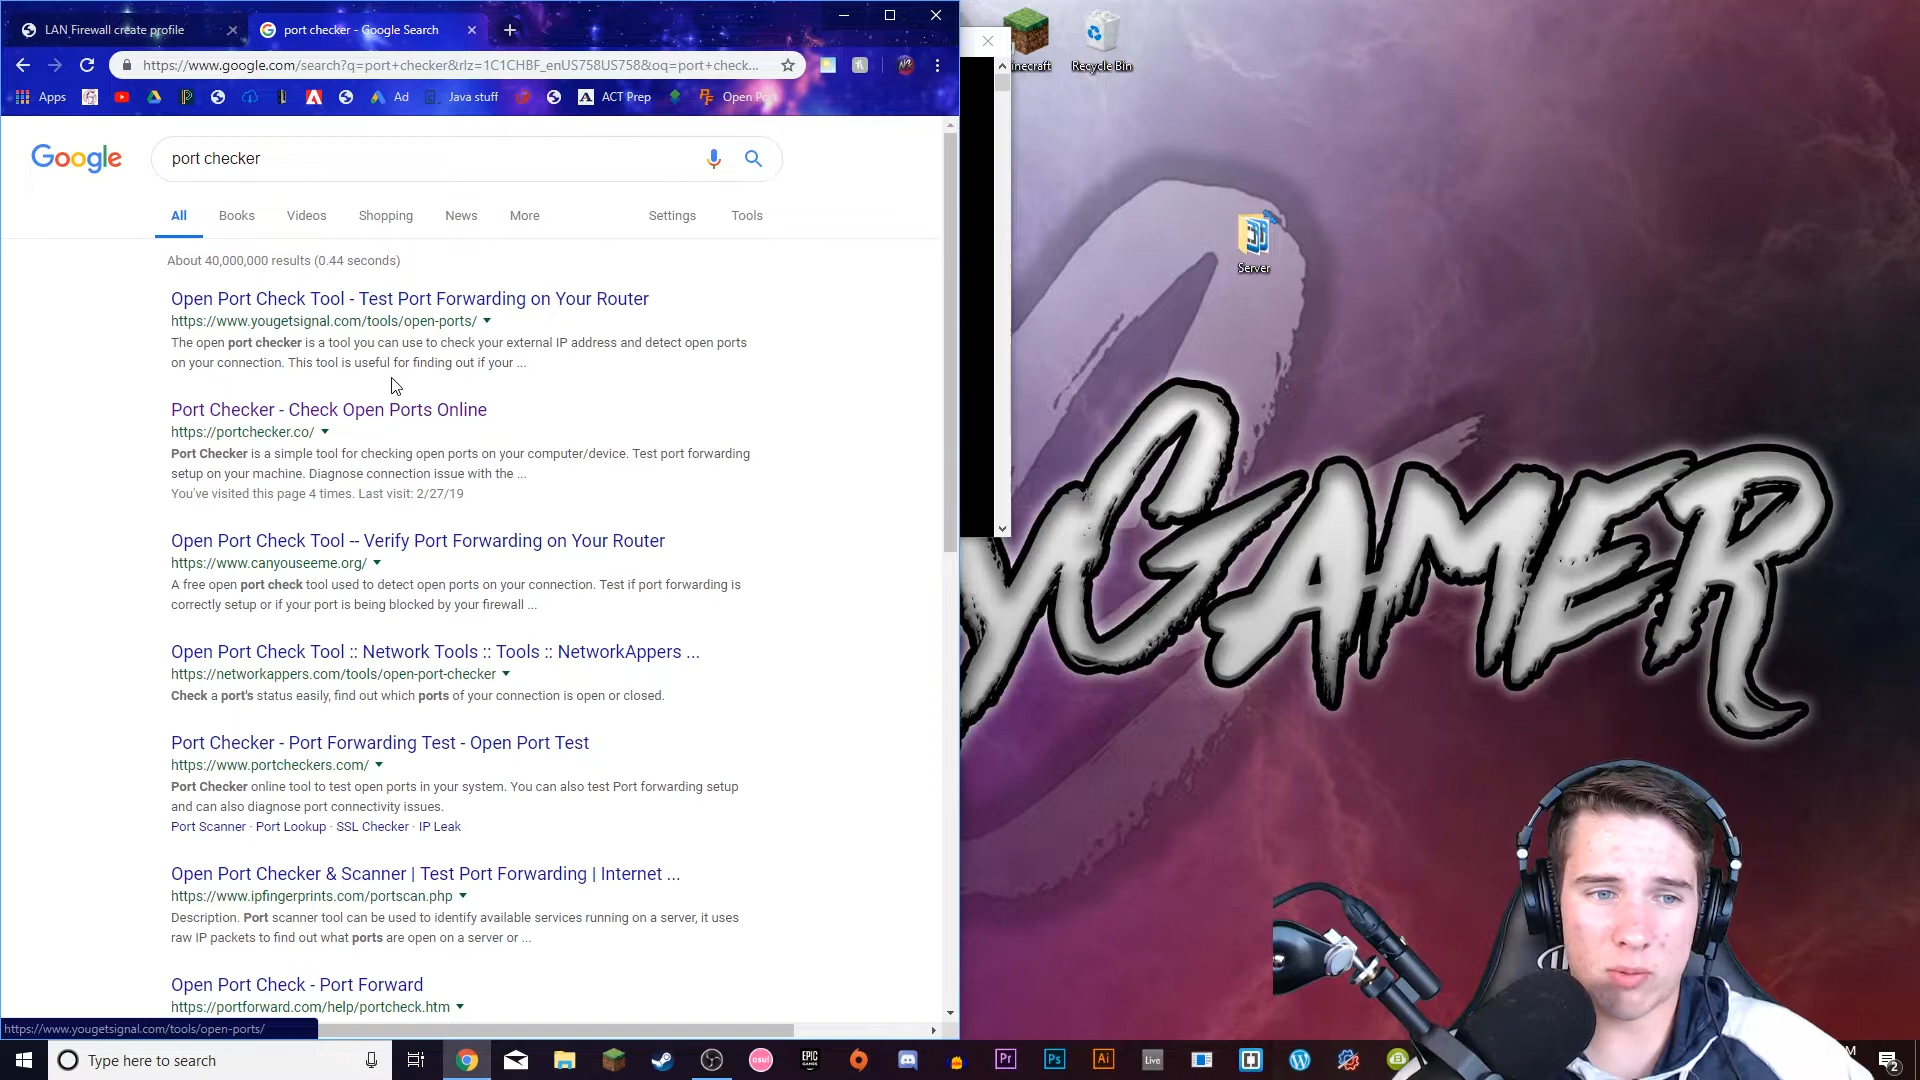 LAN Firewall create profile
port checker - Google Search
https://www.google.com/search?q=port+checker&rlz=1C1CHBF_enUS758US758&oq=port+check...
Apps
Ad
Java stuff
ACT Prep
Open Port
Minecraft
Recycle Bin
Google
port checker
All
Books
Videos
Shopping
News
More
Settings
Tools
About 40,000,000 results (0.44 seconds)
Open Port Check Tool - Test Port Forwarding on Your Router
https://www.yougetsignal.com/tools/open-ports/
The open port checker is a tool you can use to check your external IP address and detect open ports
on your connection. This tool is useful for finding out if your ...
Port Checker - Check Open Ports Online
https://portchecker.co/
Port Checker is a simple tool for checking open ports on your computer/device. Test port forwarding
setup on your machine. Diagnose connection issue with the ...
You've visited this page 4 times. Last visit: 2/27/19
Open Port Check Tool -- Verify Port Forwarding on Your Router
https://www.canyouseeme.org/
A free open port check tool used to detect open ports on your connection. Test if port forwarding is
correctly setup or if your port is being blocked by your firewall ...
Open Port Check Tool :: Network Tools :: Tools :: NetworkAppers ...
https://networkappers.com/tools/open-port-checker
Check a port's status easily, find out which ports of your connection is open or closed.
Port Checker - Port Forwarding Test - Open Port Test
https://www.portcheckers.com/
Port Checker online tool to test open ports in your system. You can also test Port forwarding setup
and can also diagnose port connectivity issues.
Port Scanner · Port Lookup · SSL Checker · IP Leak
Open Port Checker & Scanner | Test Port Forwarding | Internet ...
https://www.ipfingerprints.com/portscan.php
Description. Port scanner tool can be used to identify available services running on a server, it uses
raw IP packets to find out what ports are open on a server or ...
Open Port Check - Port Forward
https://portforward.com/help/portcheck.htm
https://www.yougetsignal.com/tools/open-ports/
Server
yGAMER
Type here to search
osu!
EPIC GAMES
Pr
Ps
Ai
Live
M
2